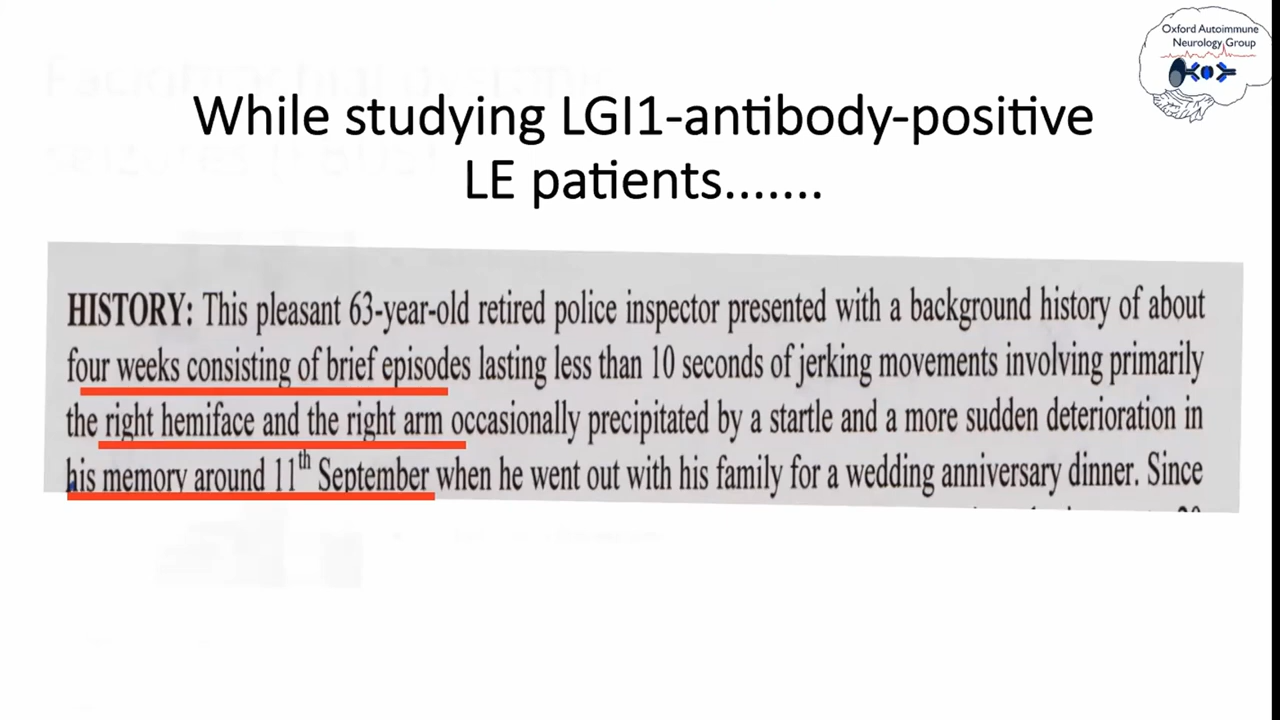 Oxford Autoimmune
Neurology Group
While studying LGI1-antibody-positive
LE patients.......
HISTORY: This pleasant 63-year-old retired police inspector presented with a background history of about
four weeks consisting of brief episodes lasting less than 10 seconds of jerking movements involving primarily
the right hemiface and the right arm occasionally precipitated by a startle and a more sudden deterioration in
his memory around 11th September when he went out with his family for a wedding anniversary dinner. Since